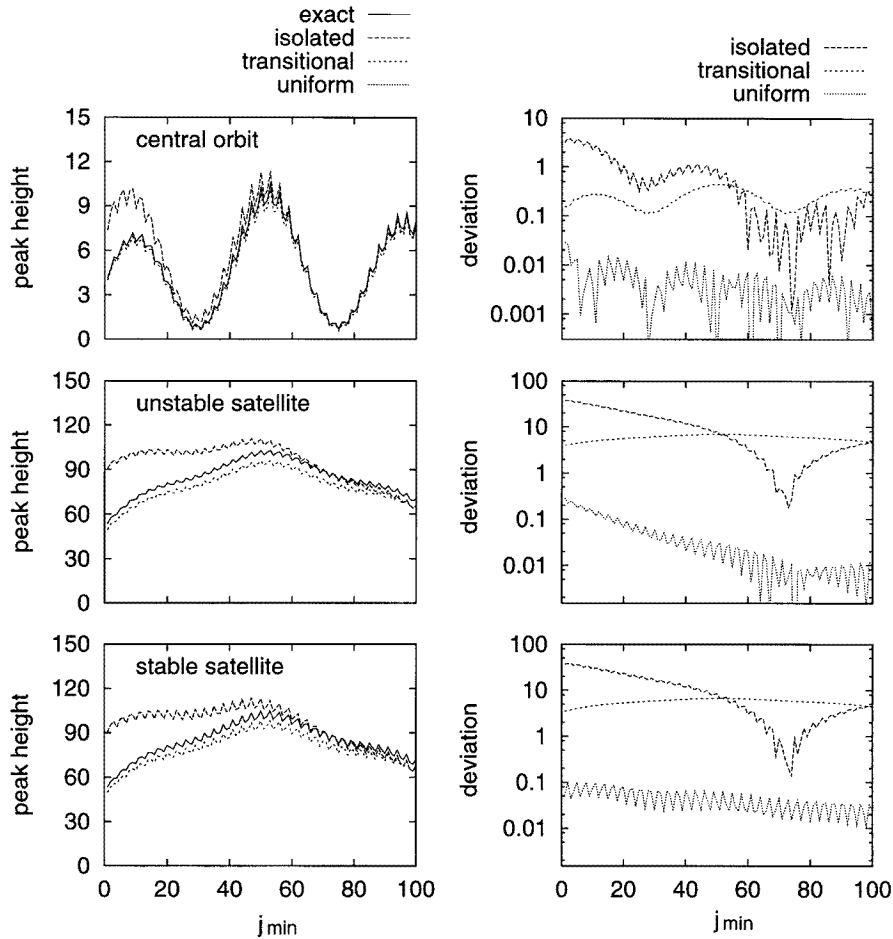 exact
isolated
transitional
uniform
isolated
transitional
uniform
15
12
9
6
3
0
peak height
central orbit
10
1
0.1
0.01
0.001
deviation
150
120
90
60
30
0
peak height
unstable satellite
100
10
1
0.1
0.01
deviation
150
120
90
60
30
0
peak height
stable satellite
0 20 40 60 80 100
j min
100
10
1
0.1
0.01
deviation
0 20 40 60 80 100
j min